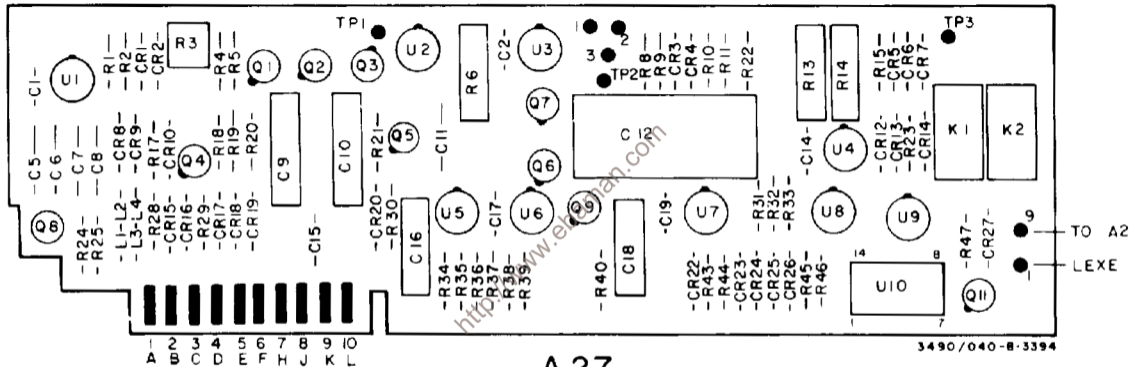 TP1 TP3
R3 U2 U3 1 2 3 TP2
U1 -C1- -R1- -R2- -CR1- -CR2- -R4- -R5- Q1 Q2 Q3 R6 -C2- -R8- -R9- -CR3- -CR4- -R10- -R11- -R22- R13 R14 -R15- -CR5- -CR6- -CR7-
Q7 C12 K1 K2
-C5- -C6- -C7- -C8- -CR8- -CR9- -R17- -CR10- Q4 -R18- -R19- -R20- C9 C10 -R21- Q5 -C11- Q6 -C14- U4 -CR12- -CR13- -R23- -CR14-
Q8 -R24- -R25- -L1-L2- -L3-L4- -R28- -CR15- -CR16- -R29- -CR17- -CR18- -CR19- -C15- -CR20- -R30- C16 U5 -C17- U6 Q9 -C19- U7 -R31- -R32- -R33- U8 U9 -R47- -CR27- 9 TO A2
-R34- -R35- -R36- -R37- -R38- -R39- -R40- C18 -CR22- -R43- -R44- -CR23- -CR24- -CR25- -CR26- -R45- -R46- 14 8 U10 1 7 Q11 1 LEXE
http://www.ebaman.com
1 2 3 4 5 6 7 8 9 10
A B C D E F H J K L
3490/040-B-3394
A27